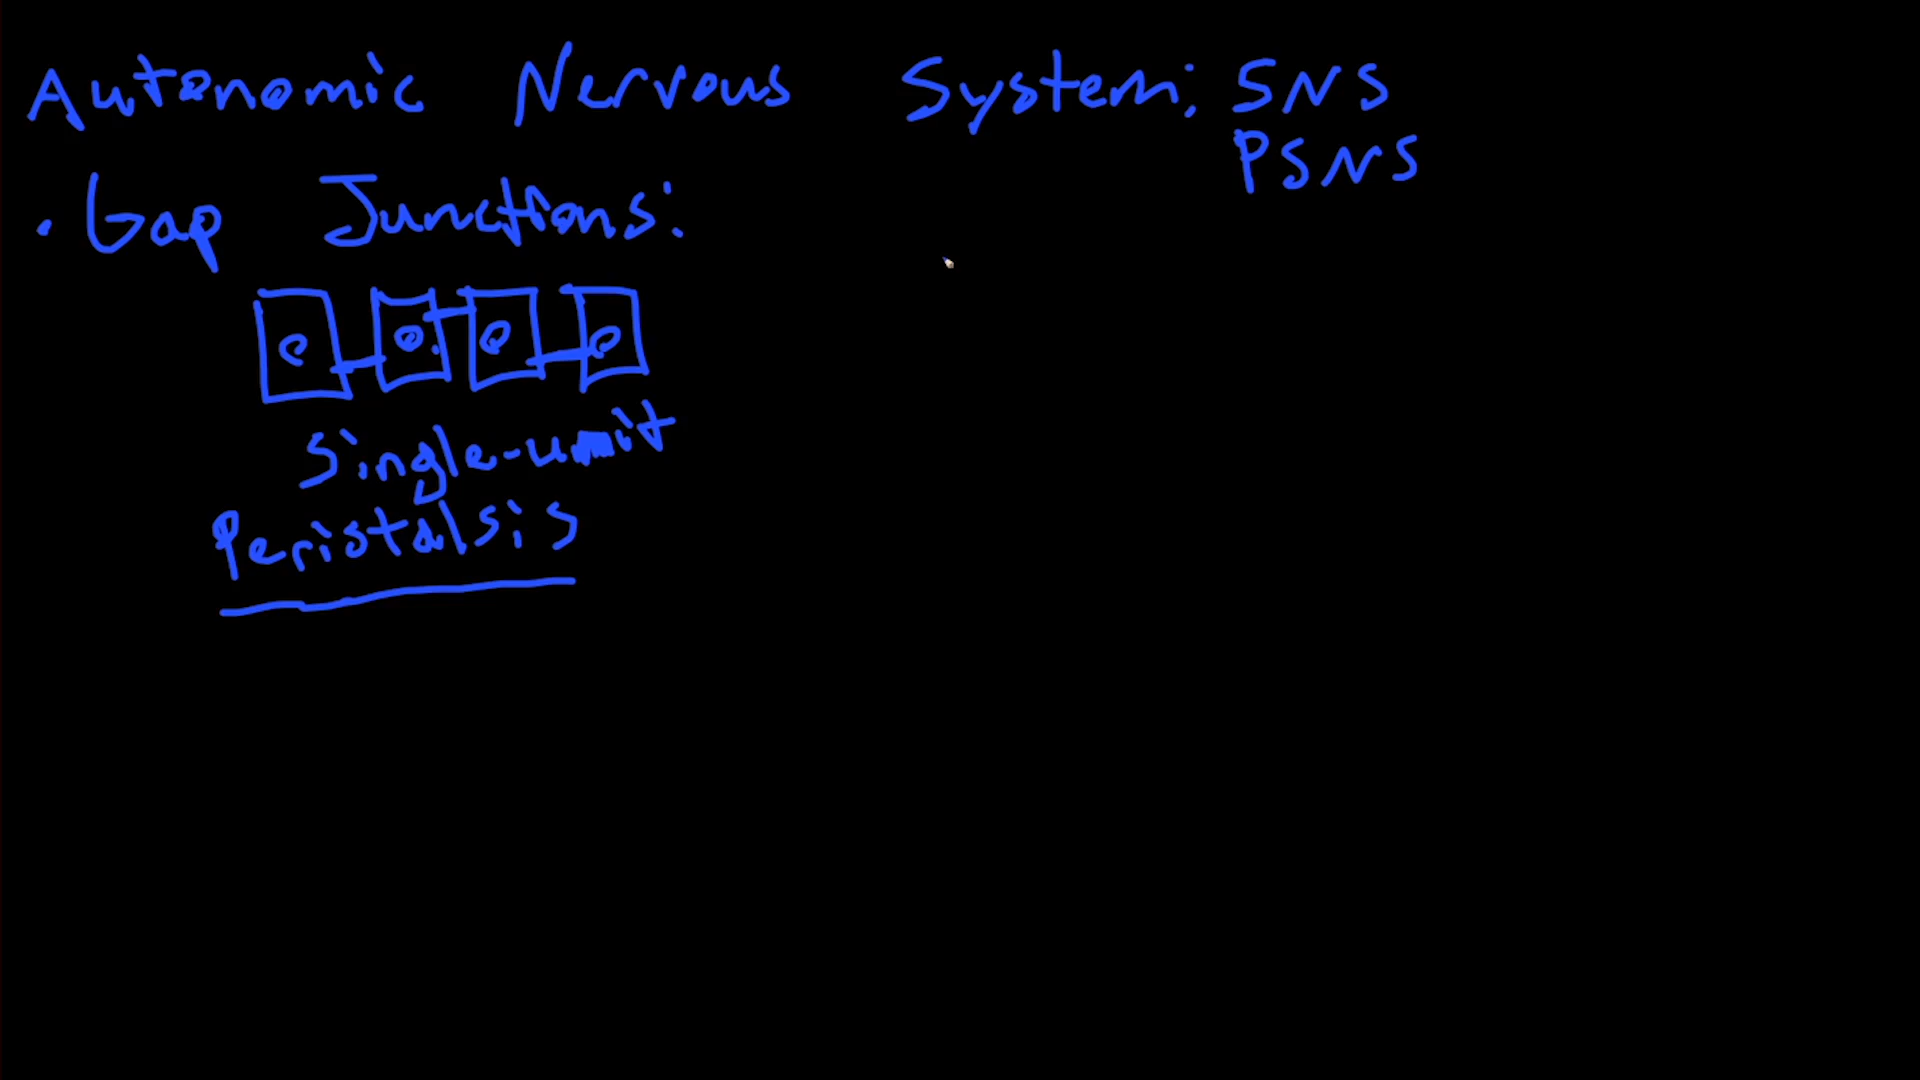 Autonomic Nervous System: SNS
PSNS
• Gap Junctions:
Single-unit
Peristalsis